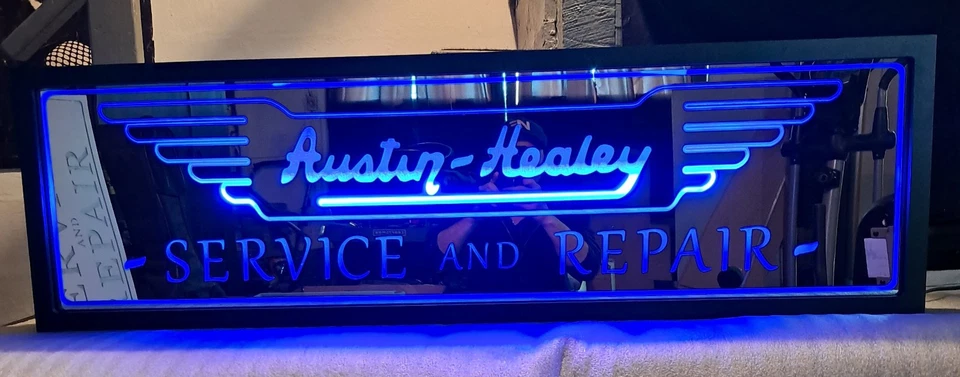 Austin-Healey
- SERVICE AND REPAIR -